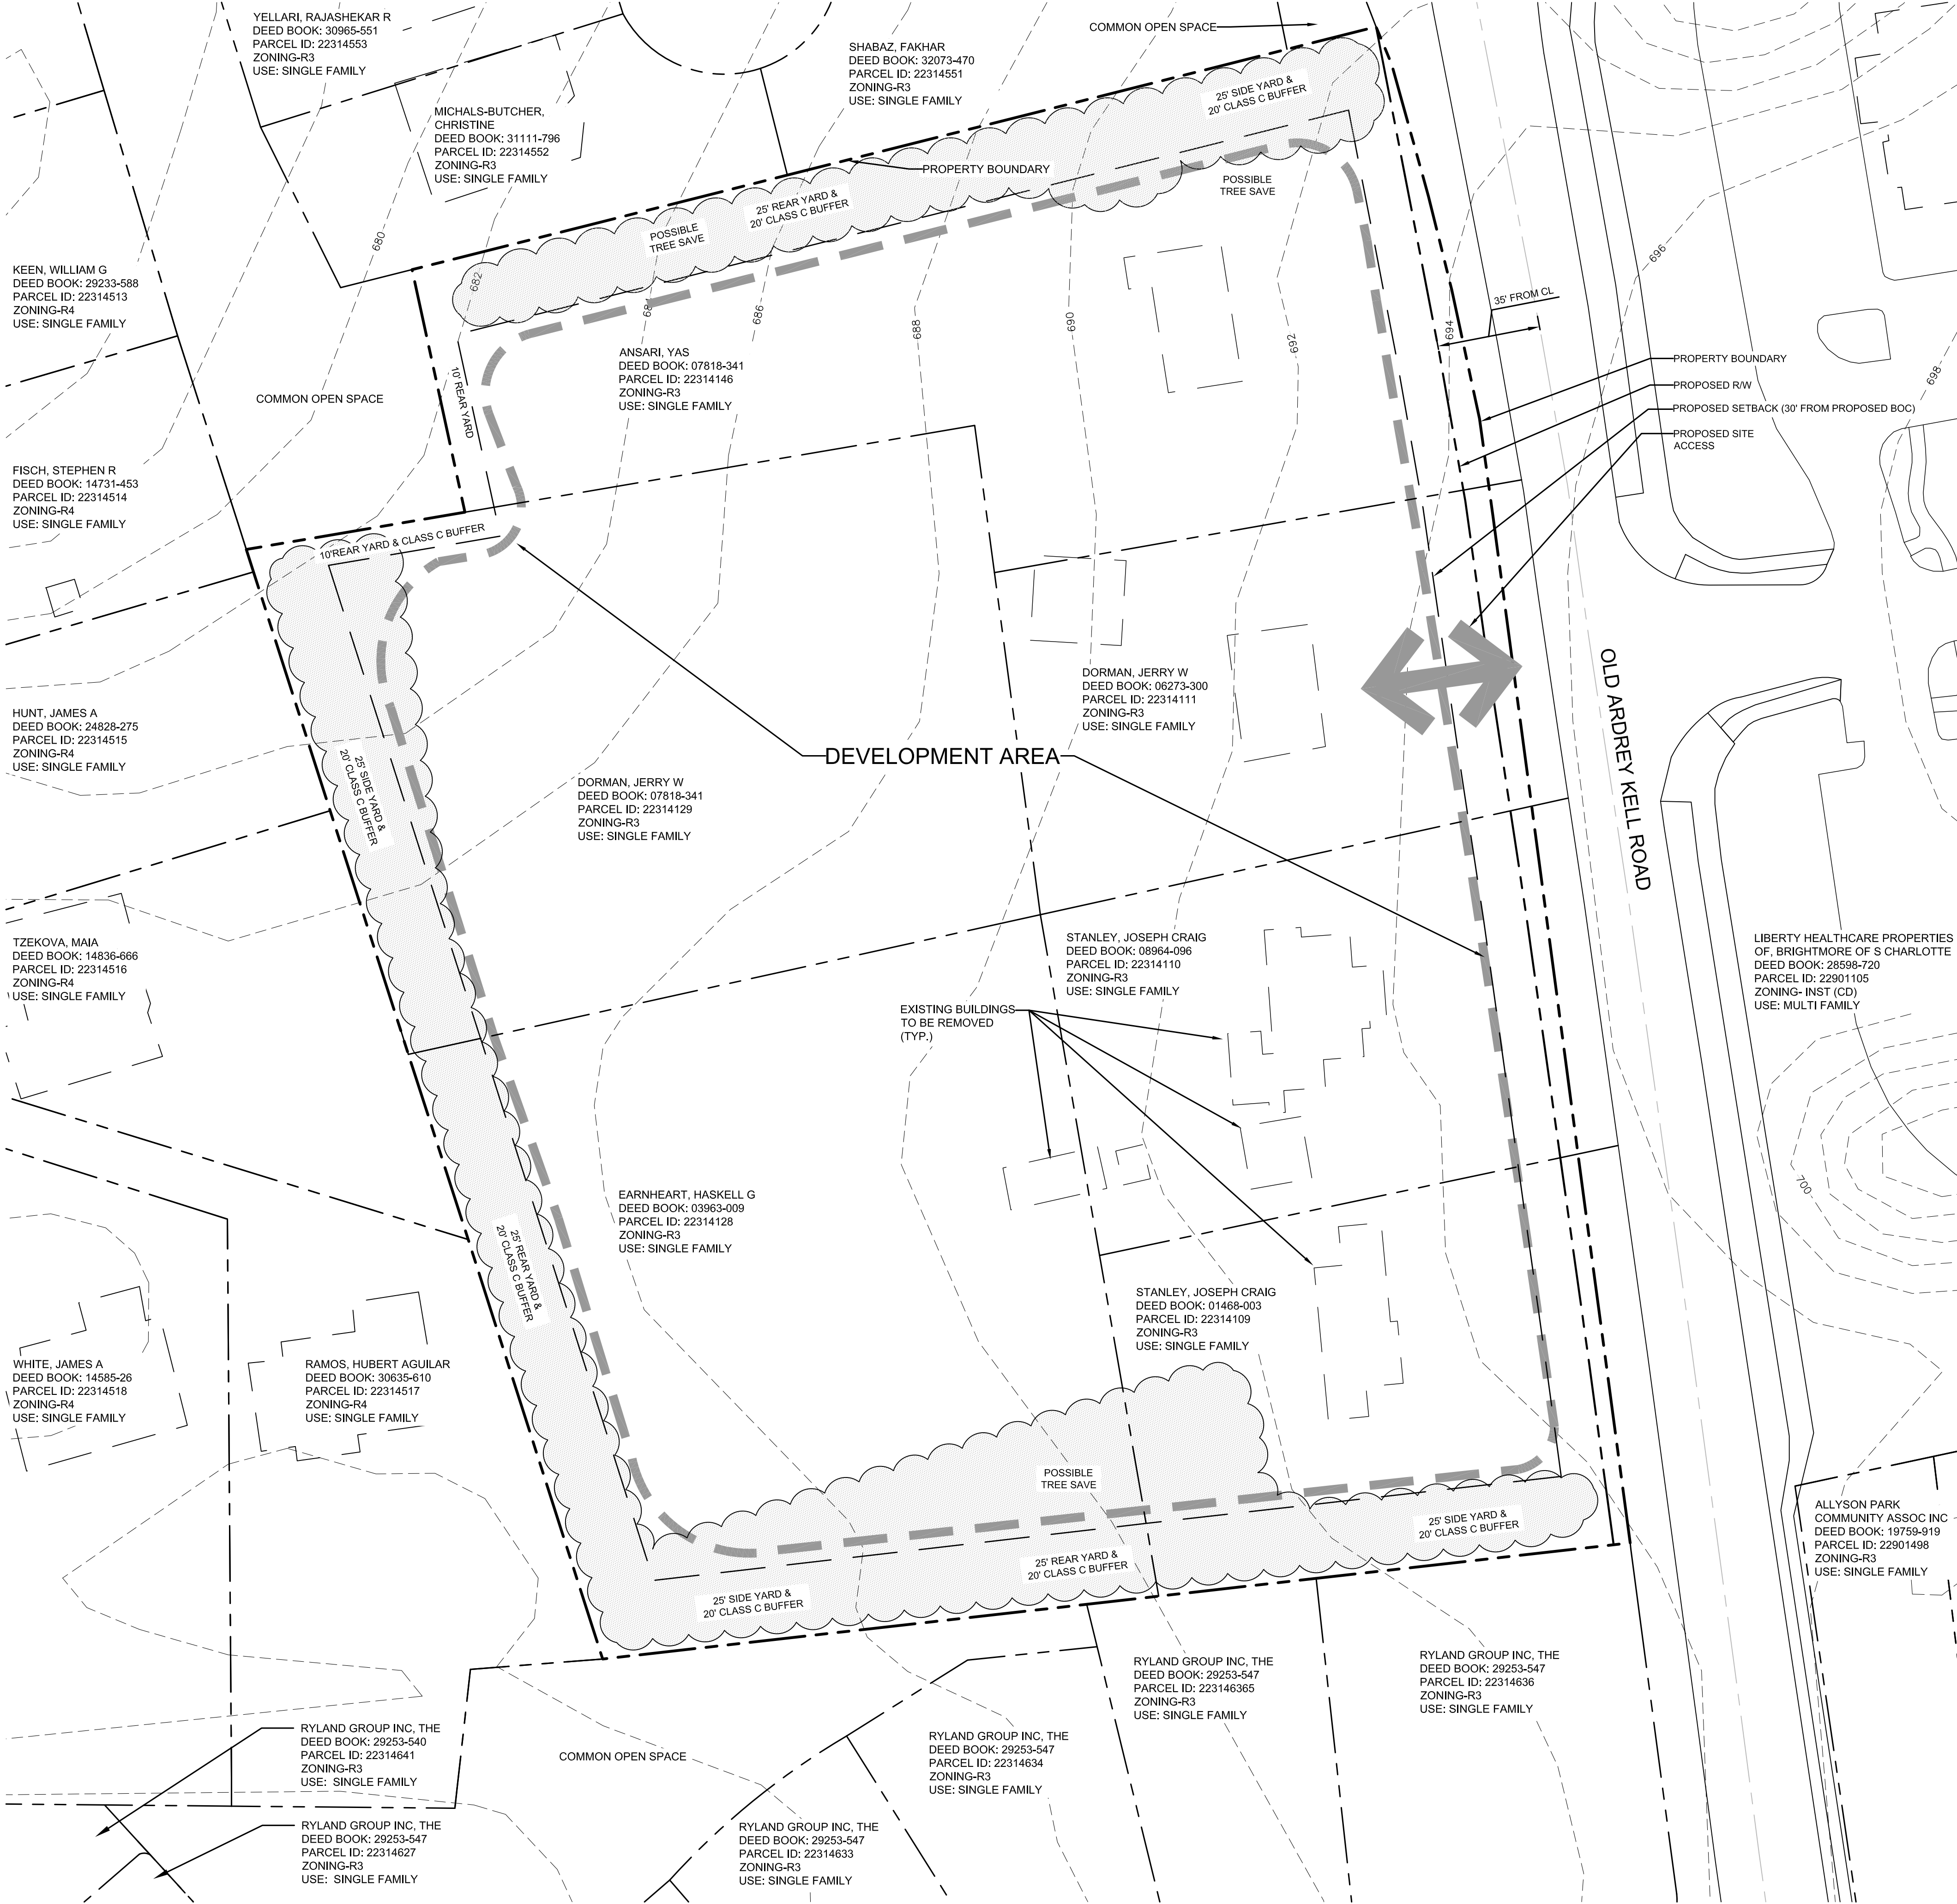 YELLARI, RAJASHEKAR R
DEED BOOK: 30965-551
PARCEL ID: 22314553
ZONING-R3
USE: SINGLE FAMILY
MICHALS-BUTCHER,
CHRISTINE
DEED BOOK: 31111-796
PARCEL ID: 22314552
ZONING-R3
USE: SINGLE FAMILY
SHABAZ, FAKHAR
DEED BOOK: 32073-470
PARCEL ID: 22314551
ZONING-R3
USE: SINGLE FAMILY
COMMON OPEN SPACE
25' SIDE YARD &
20' CLASS C BUFFER
PROPERTY BOUNDARY
POSSIBLE
TREE SAVE
25' REAR YARD &
20' CLASS C BUFFER
POSSIBLE
TREE SAVE
680
682
68
686
688
690
692
694
696
698
700
35' FROM CL
KEEN, WILLIAM G
DEED BOOK: 29233-588
PARCEL ID: 22314513
ZONING-R4
USE: SINGLE FAMILY
COMMON OPEN SPACE
10' REAR YARD
ANSARI, YAS
DEED BOOK: 07818-341
PARCEL ID: 22314146
ZONING-R3
USE: SINGLE FAMILY
PROPERTY BOUNDARY
PROPOSED R/W
PROPOSED SETBACK (30' FROM PROPOSED BOC)
PROPOSED SITE
ACCESS
FISCH, STEPHEN R
DEED BOOK: 14731-453
PARCEL ID: 22314514
ZONING-R4
USE: SINGLE FAMILY
10'REAR YARD & CLASS C BUFFER
HUNT, JAMES A
DEED BOOK: 24828-275
PARCEL ID: 22314515
ZONING-R4
USE: SINGLE FAMILY
25' SIDE YARD &
20' CLASS C BUFFER
DORMAN, JERRY W
DEED BOOK: 06273-300
PARCEL ID: 22314111
ZONING-R3
USE: SINGLE FAMILY
OLD ARDREY KELL ROAD
DEVELOPMENT AREA
DORMAN, JERRY W
DEED BOOK: 07818-341
PARCEL ID: 22314129
ZONING-R3
USE: SINGLE FAMILY
TZEKOVA, MAIA
DEED BOOK: 14836-666
PARCEL ID: 22314516
ZONING-R4
USE: SINGLE FAMILY
STANLEY, JOSEPH CRAIG
DEED BOOK: 08964-096
PARCEL ID: 22314110
ZONING-R3
USE: SINGLE FAMILY
LIBERTY HEALTHCARE PROPERTIES
OF, BRIGHTMORE OF S CHARLOTTE
DEED BOOK: 28598-720
PARCEL ID: 22901105
ZONING- INST (CD)
USE: MULTI FAMILY
EXISTING BUILDINGS
TO BE REMOVED
(TYP.)
EARNHEART, HASKELL G
DEED BOOK: 03963-009
PARCEL ID: 22314128
ZONING-R3
USE: SINGLE FAMILY
25' REAR YARD &
20' CLASS C BUFFER
STANLEY, JOSEPH CRAIG
DEED BOOK: 01468-003
PARCEL ID: 22314109
ZONING-R3
USE: SINGLE FAMILY
WHITE, JAMES A
DEED BOOK: 14585-26
PARCEL ID: 22314518
ZONING-R4
USE: SINGLE FAMILY
RAMOS, HUBERT AGUILAR
DEED BOOK: 30635-610
PARCEL ID: 22314517
ZONING-R4
USE: SINGLE FAMILY
POSSIBLE
TREE SAVE
25' SIDE YARD &
20' CLASS C BUFFER
25' REAR YARD &
20' CLASS C BUFFER
25' SIDE YARD &
20' CLASS C BUFFER
ALLYSON PARK
COMMUNITY ASSOC INC
DEED BOOK: 19759-919
PARCEL ID: 22901498
ZONING-R3
USE: SINGLE FAMILY
RYLAND GROUP INC, THE
DEED BOOK: 29253-547
PARCEL ID: 223146365
ZONING-R3
USE: SINGLE FAMILY
RYLAND GROUP INC, THE
DEED BOOK: 29253-547
PARCEL ID: 22314636
ZONING-R3
USE: SINGLE FAMILY
RYLAND GROUP INC, THE
DEED BOOK: 29253-540
PARCEL ID: 22314641
ZONING-R3
USE: SINGLE FAMILY
COMMON OPEN SPACE
RYLAND GROUP INC, THE
DEED BOOK: 29253-547
PARCEL ID: 22314634
ZONING-R3
USE: SINGLE FAMILY
RYLAND GROUP INC, THE
DEED BOOK: 29253-547
PARCEL ID: 22314627
ZONING-R3
USE: SINGLE FAMILY
RYLAND GROUP INC, THE
DEED BOOK: 29253-547
PARCEL ID: 22314633
ZONING-R3
USE: SINGLE FAMILY